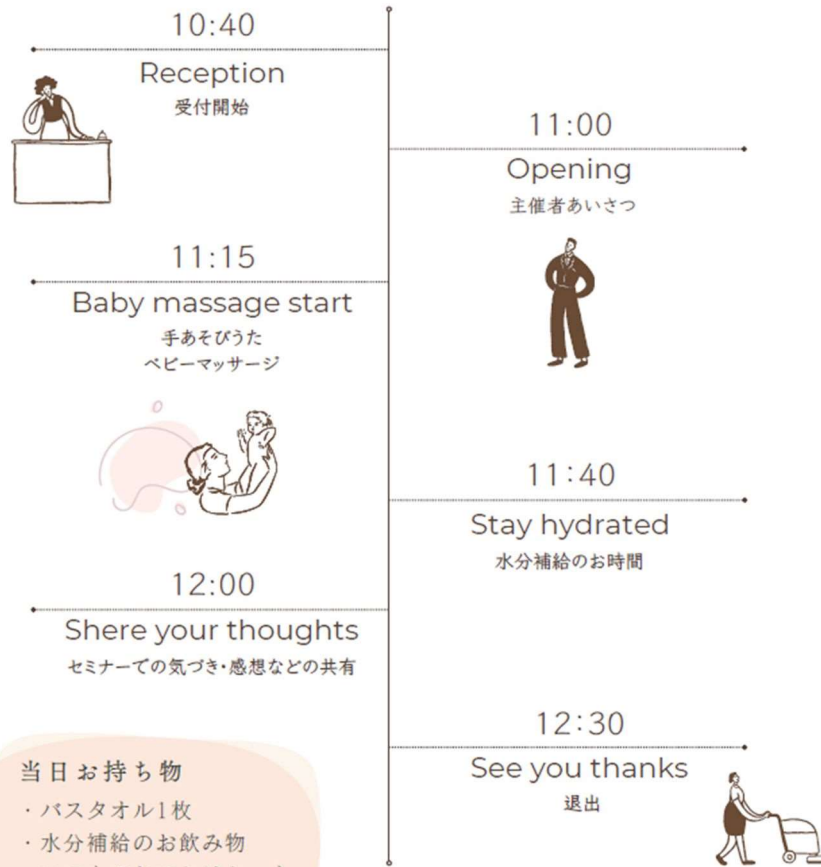 10:40
Reception
受付開始
11:00
Opening
主催者あいさつ
11:15
Baby massage start
手あそびうた
ベビーマッサージ
11:40
Stay hydrated
水分補給のお時間
12:00
Shere your thoughts
セミナーでの気づき・感想などの共有
12:30
See you thanks
退出
当日お持ち物
・バスタオル1枚
・水分補給のお飲み物